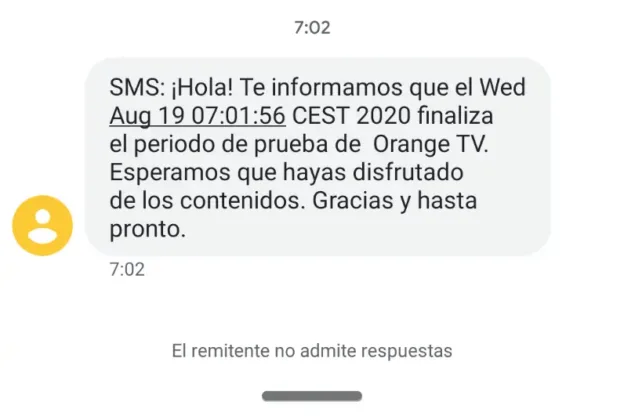 7:02
SMS: ¡Hola! Te informamos que el Wed
Aug 19 07:01:56 CEST 2020 finaliza
el periodo de prueba de  Orange TV.
Esperamos que hayas disfrutado
de los contenidos. Gracias y hasta
pronto.
7:02
El remitente no admite respuestas